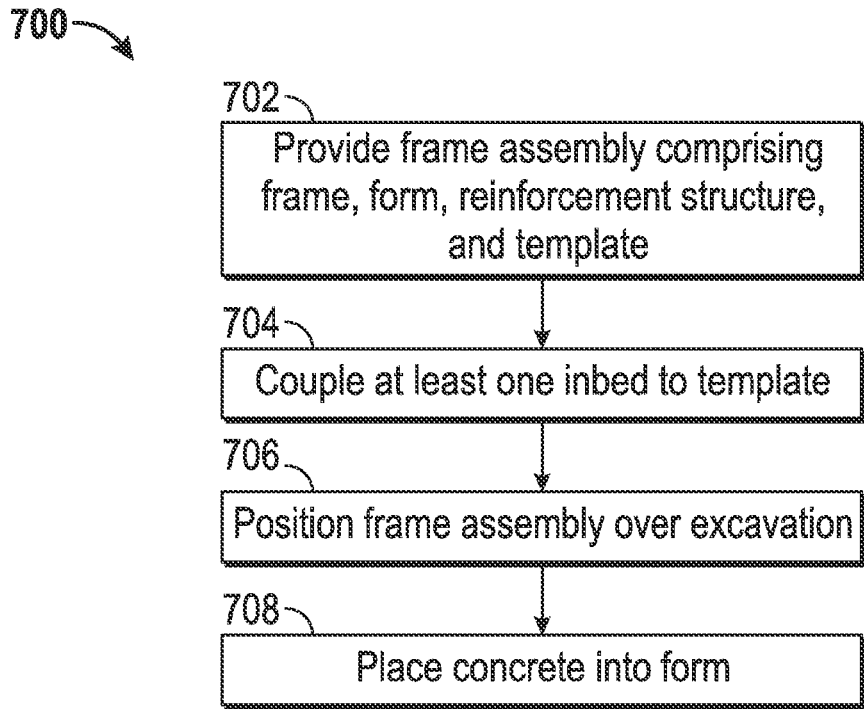 700
702
Provide frame assembly comprising
frame, form, reinforcement structure,
and template
704
Couple at least one inbed to template
706
Position frame assembly over excavation
708
Place concrete into form